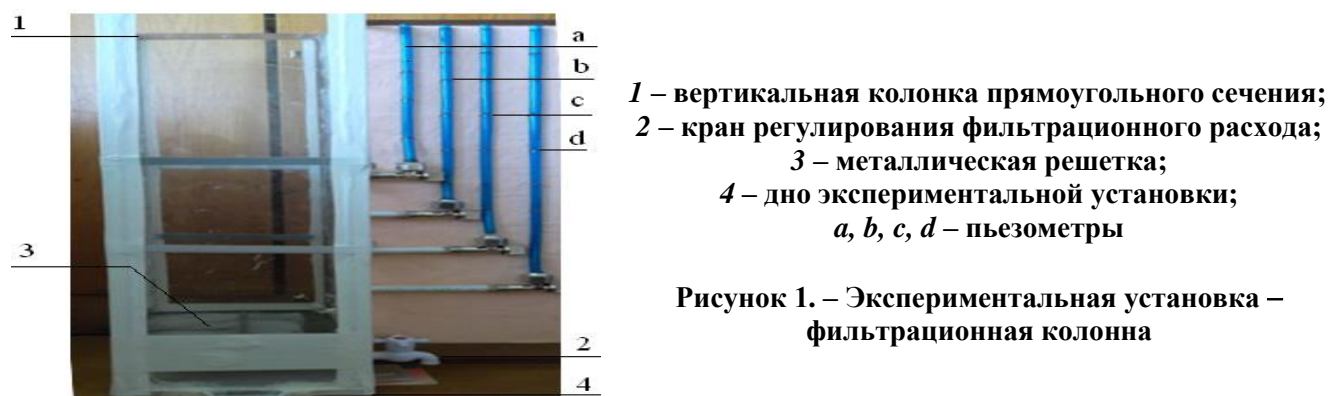 1
a
b
c
d
3
2
4
1 – вертикальная колонка прямоугольного сечения;
2 – кран регулирования фильтрационного расхода;
3 – металлическая решетка;
4 – дно экспериментальной установки;
a, b, c, d – пьезометры
Рисунок 1. – Экспериментальная установка –
фильтрационная колонна